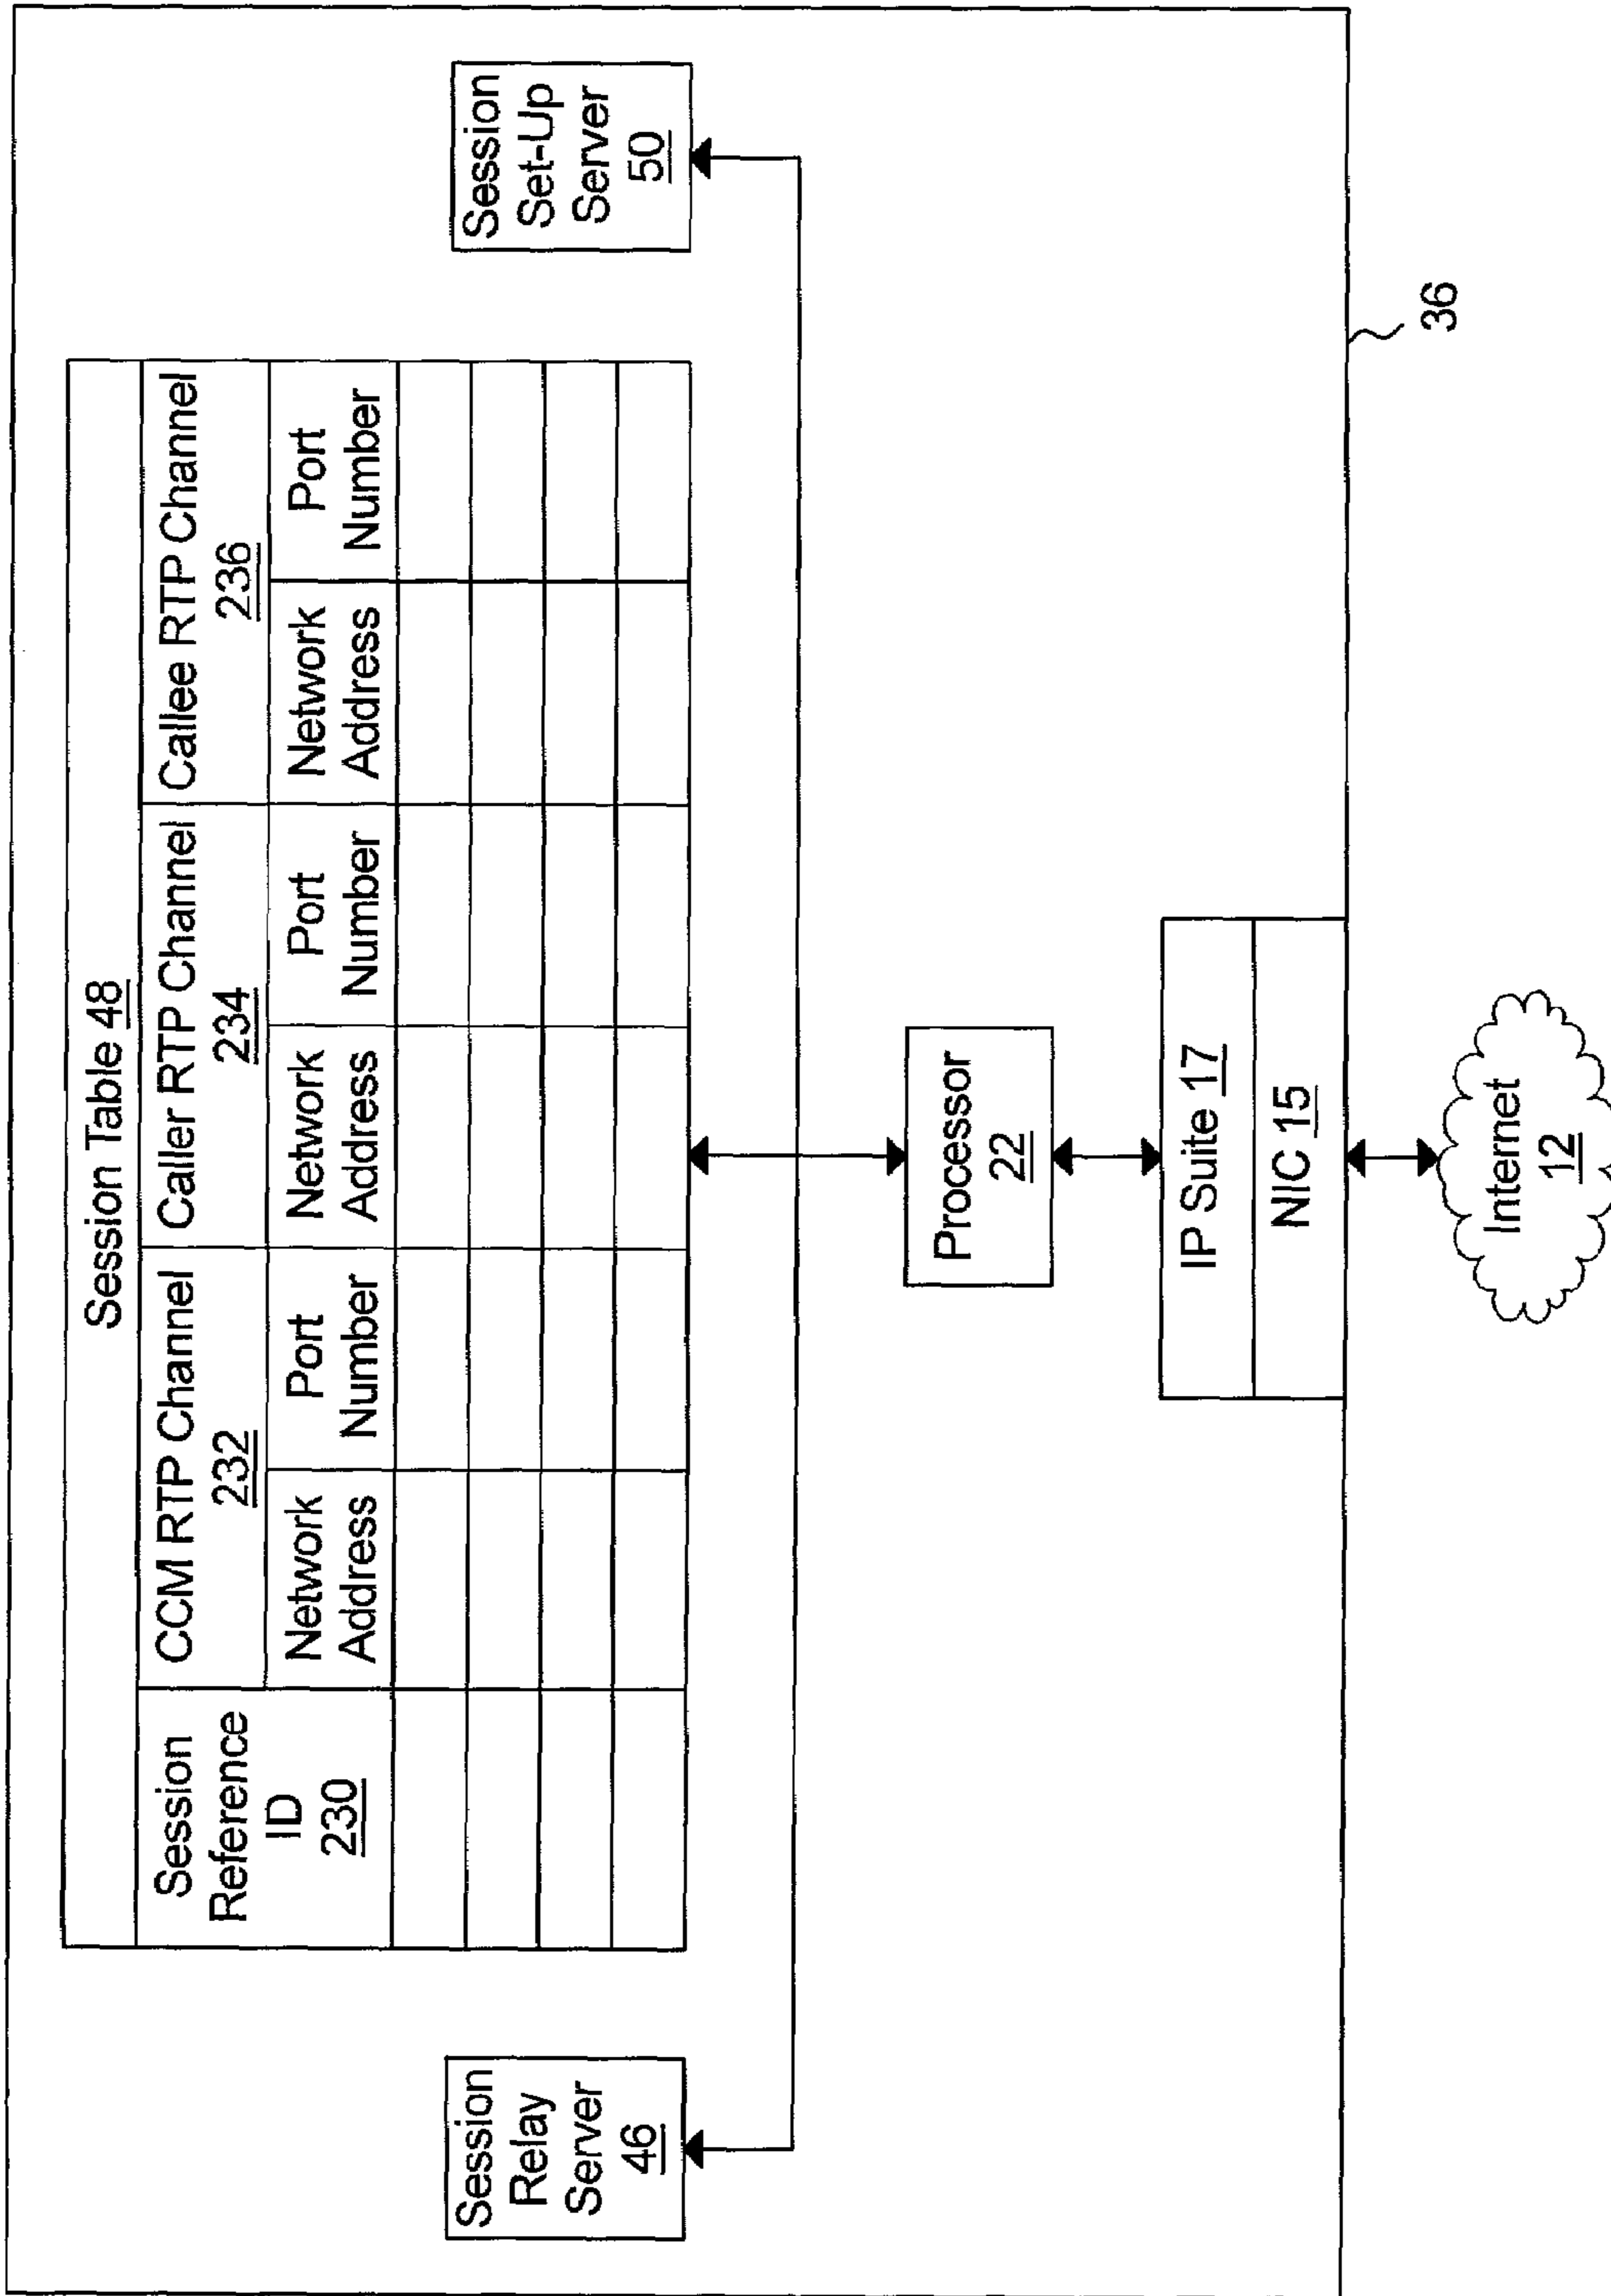 Session Table 48
Session
Reference
ID
230
CCM RTP Channel
232
Caller RTP Channel
234
Callee RTP Channel
236
Network
Address
Port
Number
Network
Address
Port
Number
Network
Address
Port
Number
Session
Relay
Server
46
Session
Set-Up
Server
50
Processor
22
IP Suite 17
NIC 15
36
Internet
12